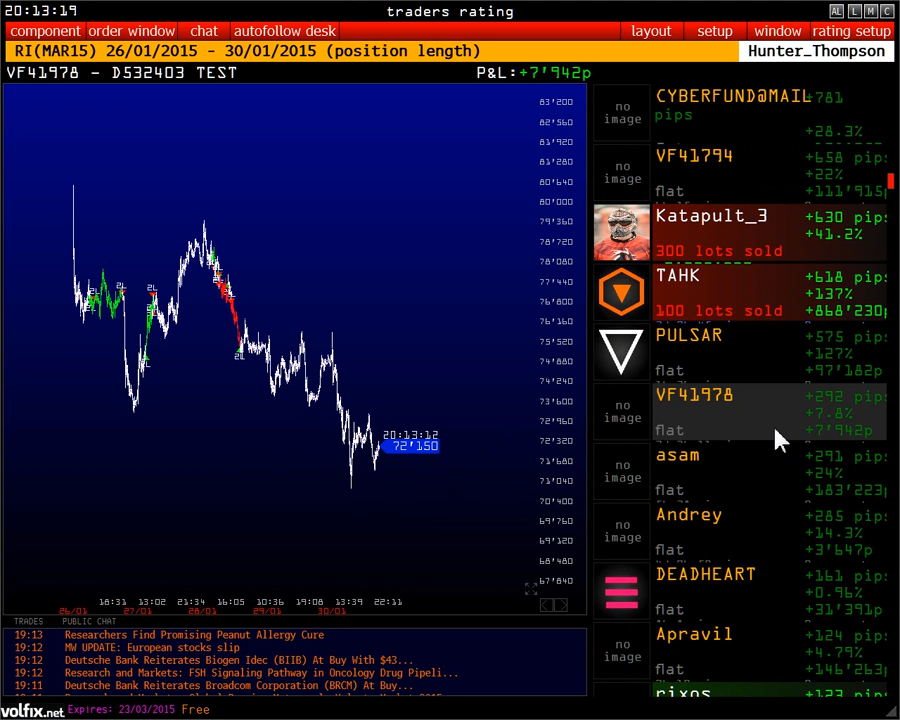 20:13:19
traders rating
AL L M C
component order window chat autofollow desk layout setup window rating setup
RI(MAR15) 26/01/2015 - 30/01/2015 (position length)
Hunter_Thompson
VF41978 - D532403 TEST
P&L:+7'942p
83'200
82'560
81'920
81'280
80'640
80'000
79'360
78'720
78'080
77'440
76'800
76'160
75'520
74'880
74'240
73'600
72'960
72'320
71'680
71'040
70'400
69'760
69'120
68'480
67'840
20:13:12
72'150
18:31 13:02 21:34 16:05 10:36 19:08 13:39 22:11
26/01 27/01 28/01 29/01 30/01
no image
CYBERFUND@MAIL
+781 pips
+28.3%
no image
VF41794
+658 pips
+22%
flat
+111'915p
Katapult_3
+630 pips
+41.2%
300 lots sold
TAHK
+618 pips
+137%
100 lots sold
+868'230p
PULSAR
+575 pips
+127%
flat
+97'182p
no image
VF41978
+292 pips
+7.8%
flat
+7'942p
no image
asam
+291 pips
+24%
flat
+183'223p
no image
Andrey
+285 pips
+14.3%
flat
+3'647p
DEADHEART
+161 pips
+0.96%
flat
+31'391p
no image
Apravil
+124 pips
+4.79%
flat
+146'263p
rixos
+123 pips
TRADES PUBLIC CHAT
19:13 Researchers Find Promising Peanut Allergy Cure
19:12 MW UPDATE: European stocks slip
19:12 Deutsche Bank Reiterates Biogen Idec (BIIB) At Buy With $43...
19:12 Research and Markets: FSH Signaling Pathway in Oncology Drug Pipeli...
19:11 Deutsche Bank Reiterates Broadcom Corporation (BRCM) At Buy...
volfix.net Expires: 23/03/2015 Free